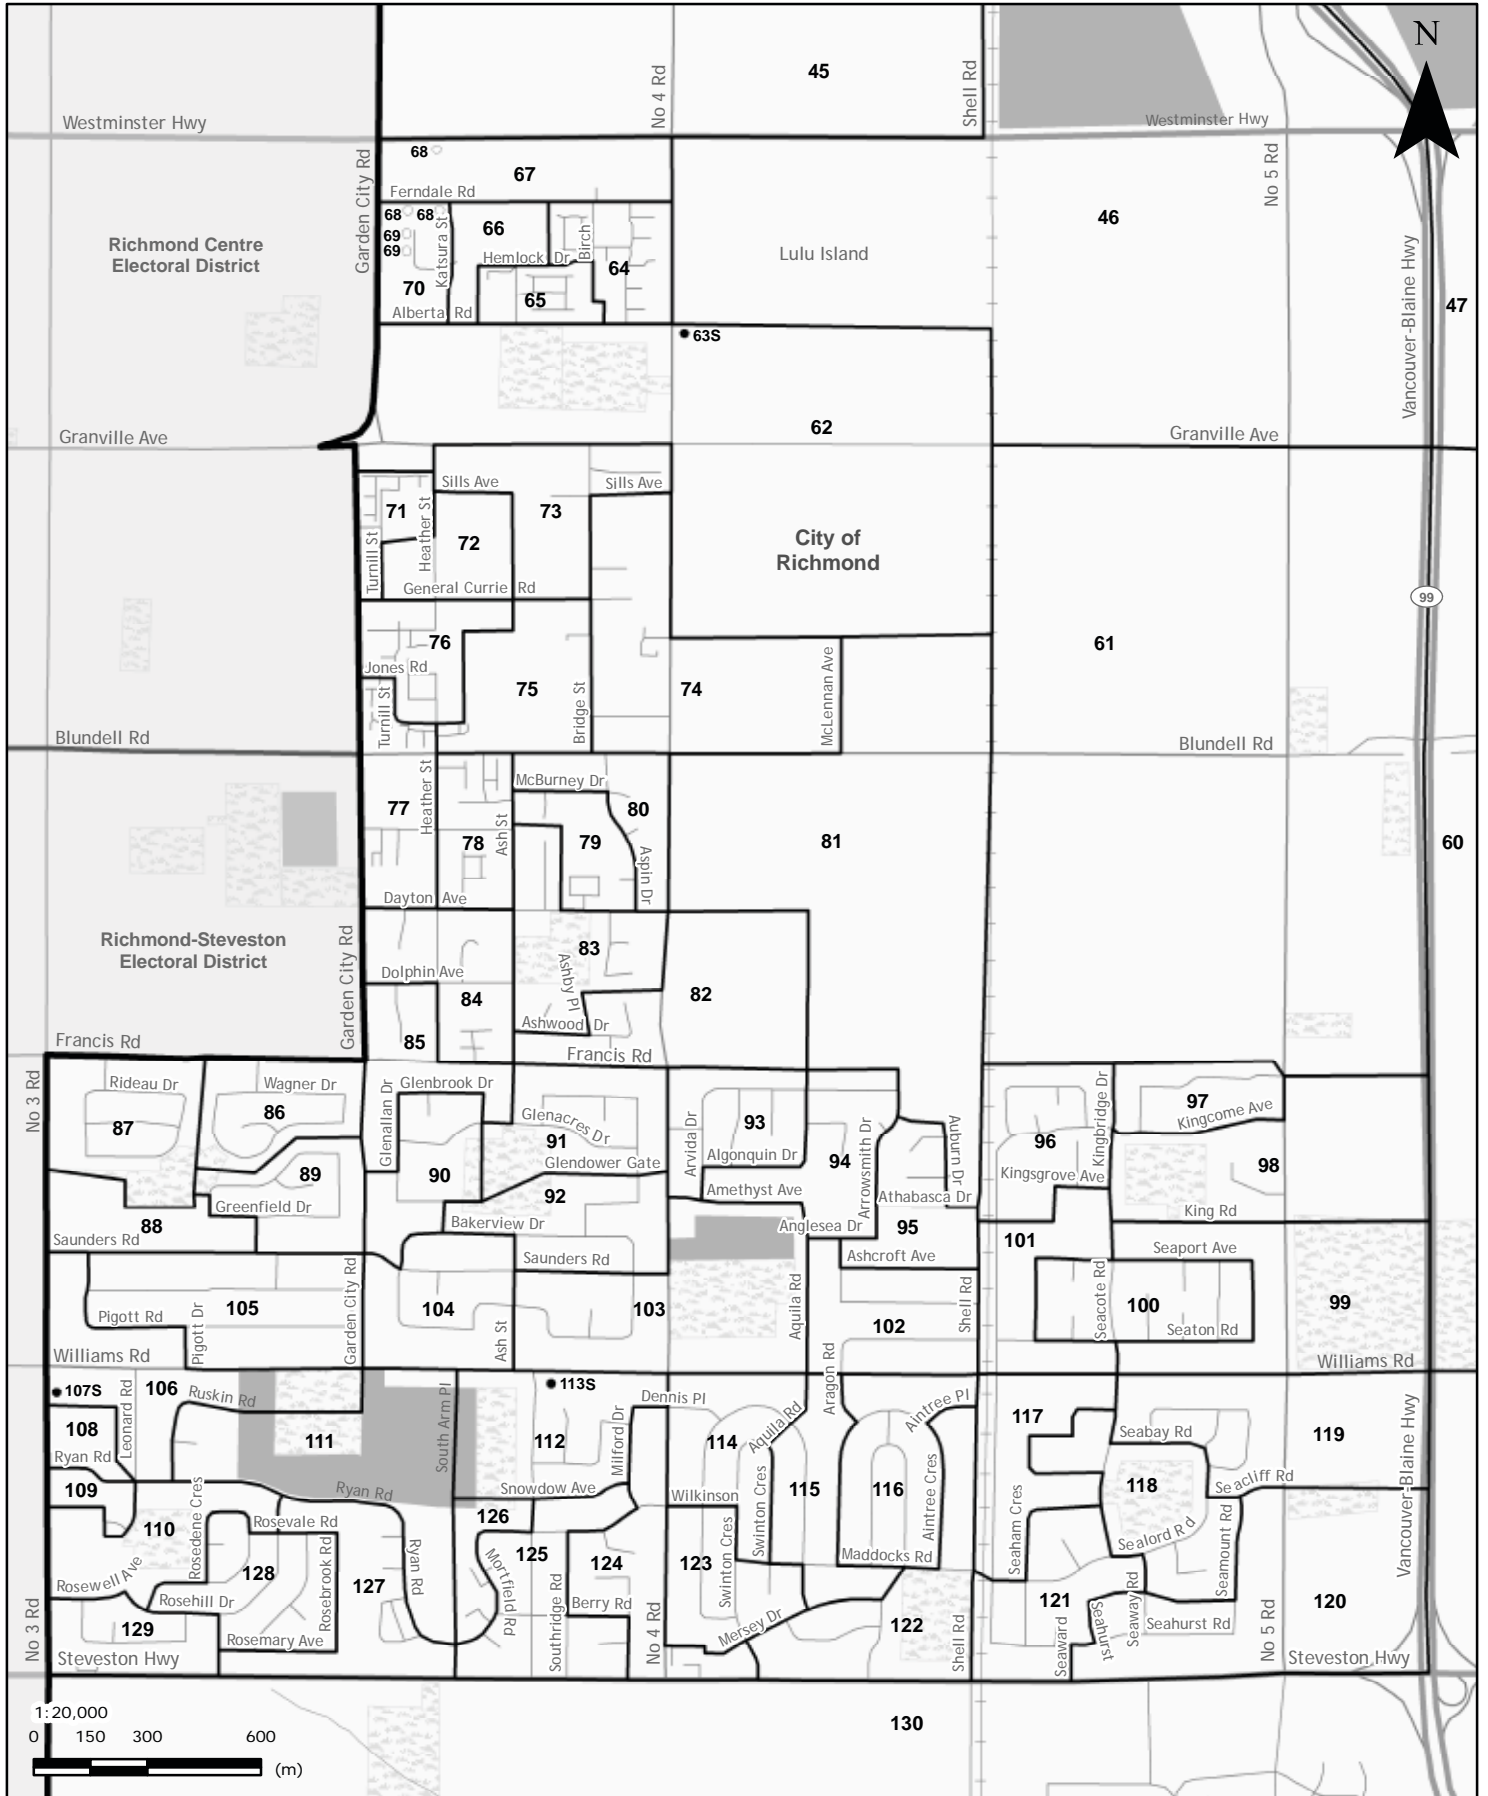 N
45
No 4 Rd
Shell Rd
Westminster Hwy
Westminster Hwy
68
67
Garden City Rd
No 5 Rd
Ferndale Rd
68
68
66
46
69
Katsura St
Birch
Richmond Centre
Electoral District
69
Hemlock Dr
64
Lulu Island
Vancouver-Blaine Hwy
70
65
47
Alberta Rd
63S
62
Granville Ave
Granville Ave
Sills Ave
Sills Ave
71
Heather St
73
72
City of
Richmond
Turnill St
General Currie Rd
99
76
61
Jones Rd
75
74
McLennan Ave
Turnill St
Bridge St
Blundell Rd
Blundell Rd
McBurney Dr
77
Heather St
80
78
Ash St
79
81
60
Aspin Dr
Dayton Ave
Richmond-Steveston
Electoral District
Garden City Rd
83
Dolphin Ave
Ashby Pl
84
82
85
Ashwood Dr
Francis Rd
Francis Rd
No 3 Rd
Rideau Dr
Wagner Dr
Glenbrook Dr
Kingbridge Dr
86
87
Glenallan Dr
Glenacres Dr
93
97
Kingcome Ave
91
Arvida Dr
Algonquin Dr
Arrowsmith Dr
Auburn Dr
96
94
Glendower Gate
98
89
90
Kingsgrove Ave
92
Amethyst Ave
Athabasca Dr
Greenfield Dr
King Rd
88
Bakerview Dr
Anglesea Dr
95
101
Saunders Rd
Saunders Rd
Ashcroft Ave
Seaport Ave
105
104
103
Aquila Rd
Shell Rd
Seacote Rd
100
99
Pigott Rd
Pigott Dr
Garden City Rd
Ash St
102
Seaton Rd
Williams Rd
Williams Rd
107S
106
Ruskin Rd
113S
Dennis Pl
Aragon Rd
Aintree Pl
Leonard Rd
South Arm Pl
108
111
112
Milford Dr
114
Aquila Rd
117
Seabay Rd
119
Vancouver-Blaine Hwy
Ryan Rd
109
Ryan Rd
Snowdow Ave
Wilkinson
Swinton Cres
115
116
Aintree Cres
118
Seacliff Rd
110
Rosedene Cres
Rosevale Rd
126
Seaham Cres
Sealord Rd
Seamount Rd
Rosewell Ave
128
Rosebrook Rd
127
Ryan Rd
Mortfield Rd
125
124
123
Swinton Cres
Maddocks Rd
Rosehill Dr
Southridge Rd
Berry Rd
121
Seaway Rd
120
129
No 3 Rd
Rosemary Ave
No 4 Rd
Mersey Dr
122
Shell Rd
Seaward
Seahurst
Seahurst Rd
No 5 Rd
Steveston Hwy
Steveston Hwy
1:20,000
0 150 300 600
(m)
130